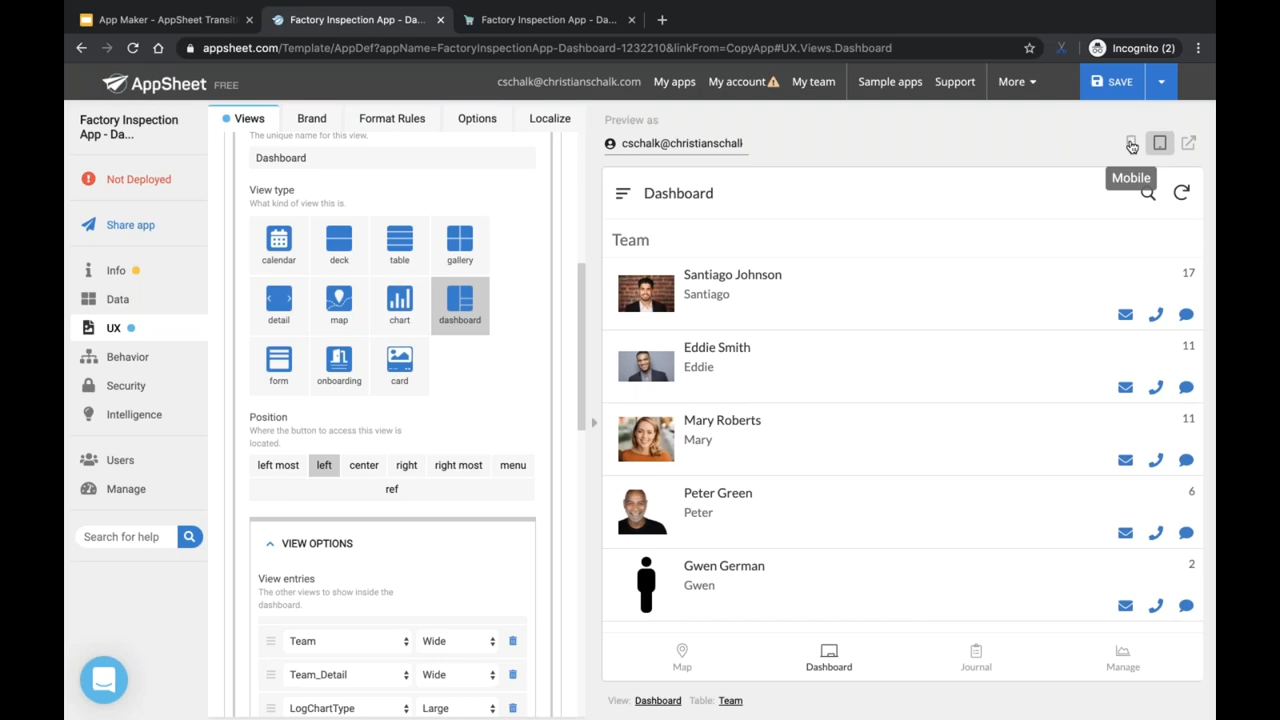 App Maker - AppSheet Transiti
Factory Inspection App - Da...
Factory Inspection App - Da...
appsheet.com/Template/AppDef?appName=FactoryInspectionApp-Dashboard-1232210&linkFrom=CopyApp#UX.Views.Dashboard
Incognito (2)
AppSheet FREE
cschalk@christianschalk.com
My apps
My account
My team
Sample apps
Support
More
SAVE
Factory Inspection
App - Da...
Not Deployed
Share app
Info
Data
UX
Behavior
Security
Intelligence
Users
Manage
Search for help
Views
Brand
Format Rules
Options
Localize
The unique name for this view.
Dashboard
View type
What kind of view this is.
calendar
deck
table
gallery
detail
map
chart
dashboard
form
onboarding
card
Position
Where the button to access this view is
located.
left most
left
center
right
right most
menu
ref
VIEW OPTIONS
View entries
The other views to show inside the
dashboard.
Team
Wide
Team_Detail
Wide
LogChartType
Large
Preview as
cschalk@christianschalk
Mobile
Dashboard
Team
Santiago Johnson
17
Santiago
Eddie Smith
11
Eddie
Mary Roberts
11
Mary
Peter Green
6
Peter
Gwen German
2
Gwen
Map
Dashboard
Journal
Manage
View: Dashboard Table: Team